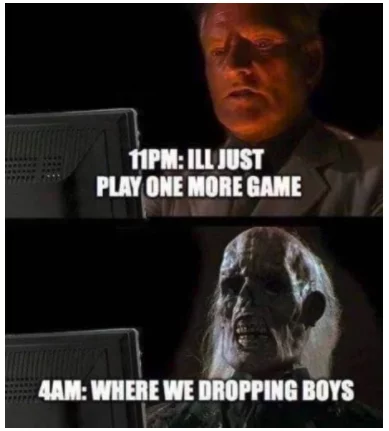 11PM: ILL JUST
PLAY ONE MORE GAME
4AM: WHERE WE DROPPING BOYS